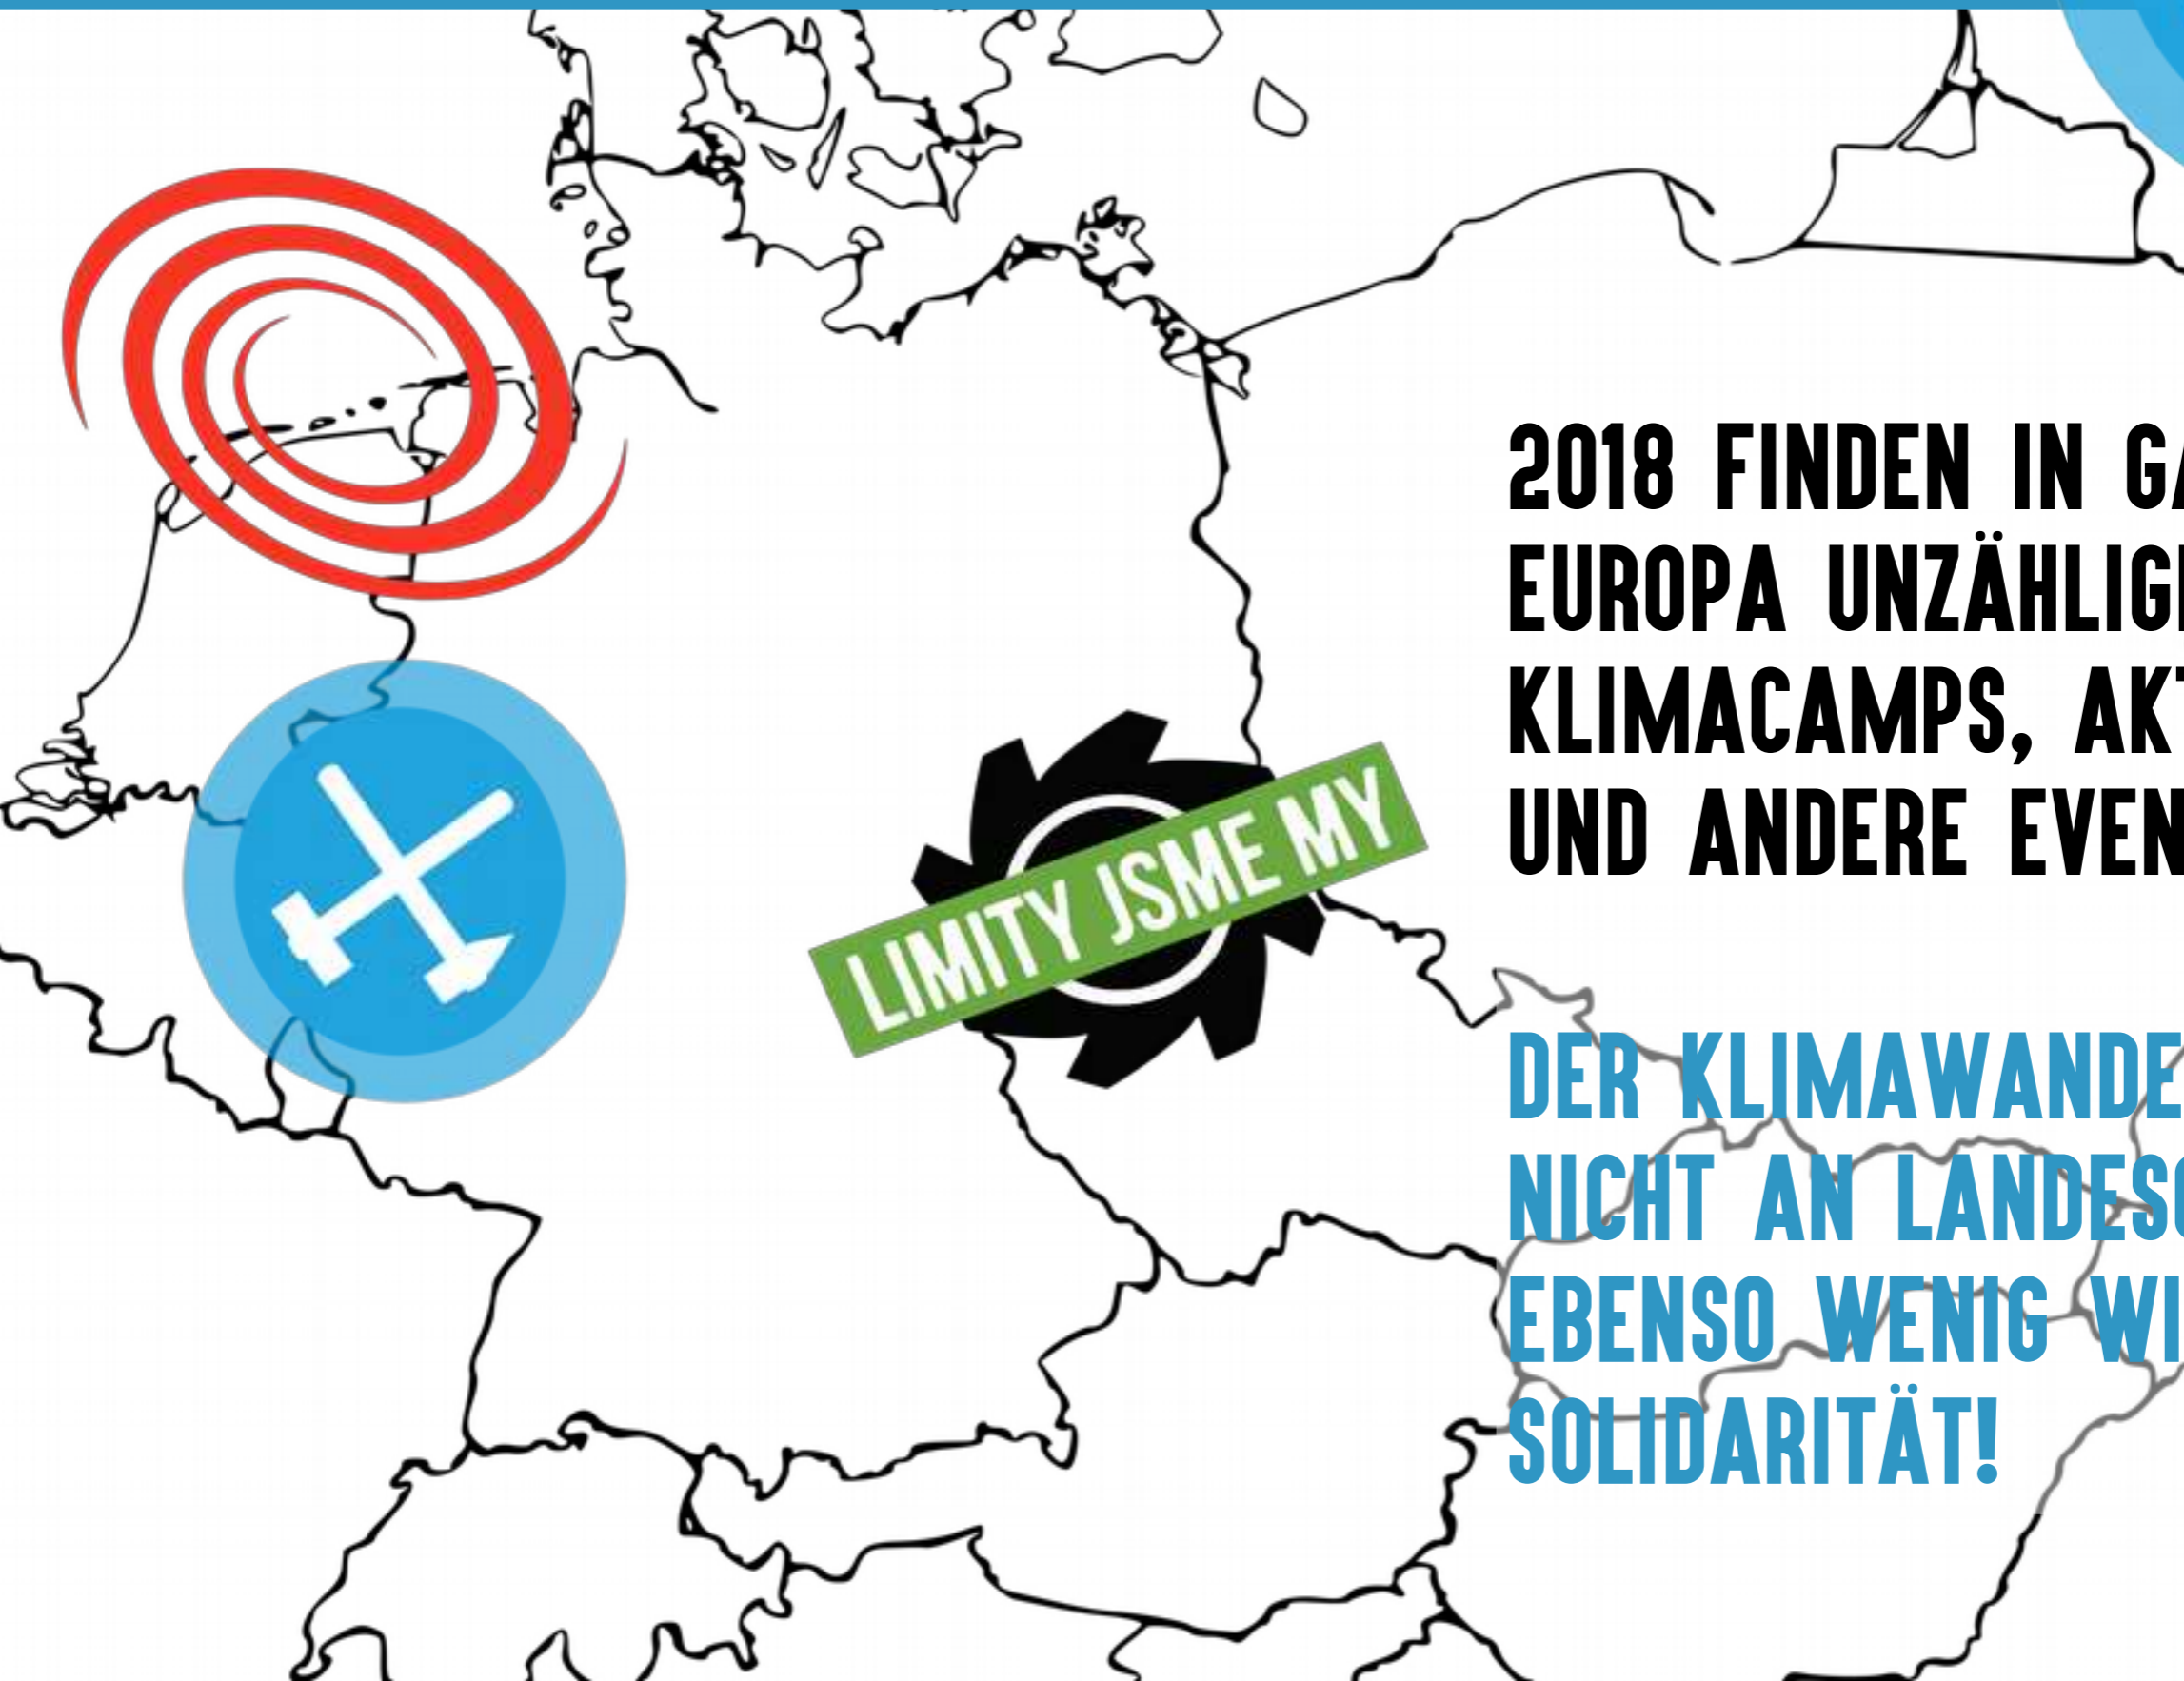 LIMITY JSME MY
2018 FINDEN IN
EUROPA
KLIMACAMPS,
UND ANDERE
DER
NICHT AN
EBENSO WENIG
SOLIDARITÄT!